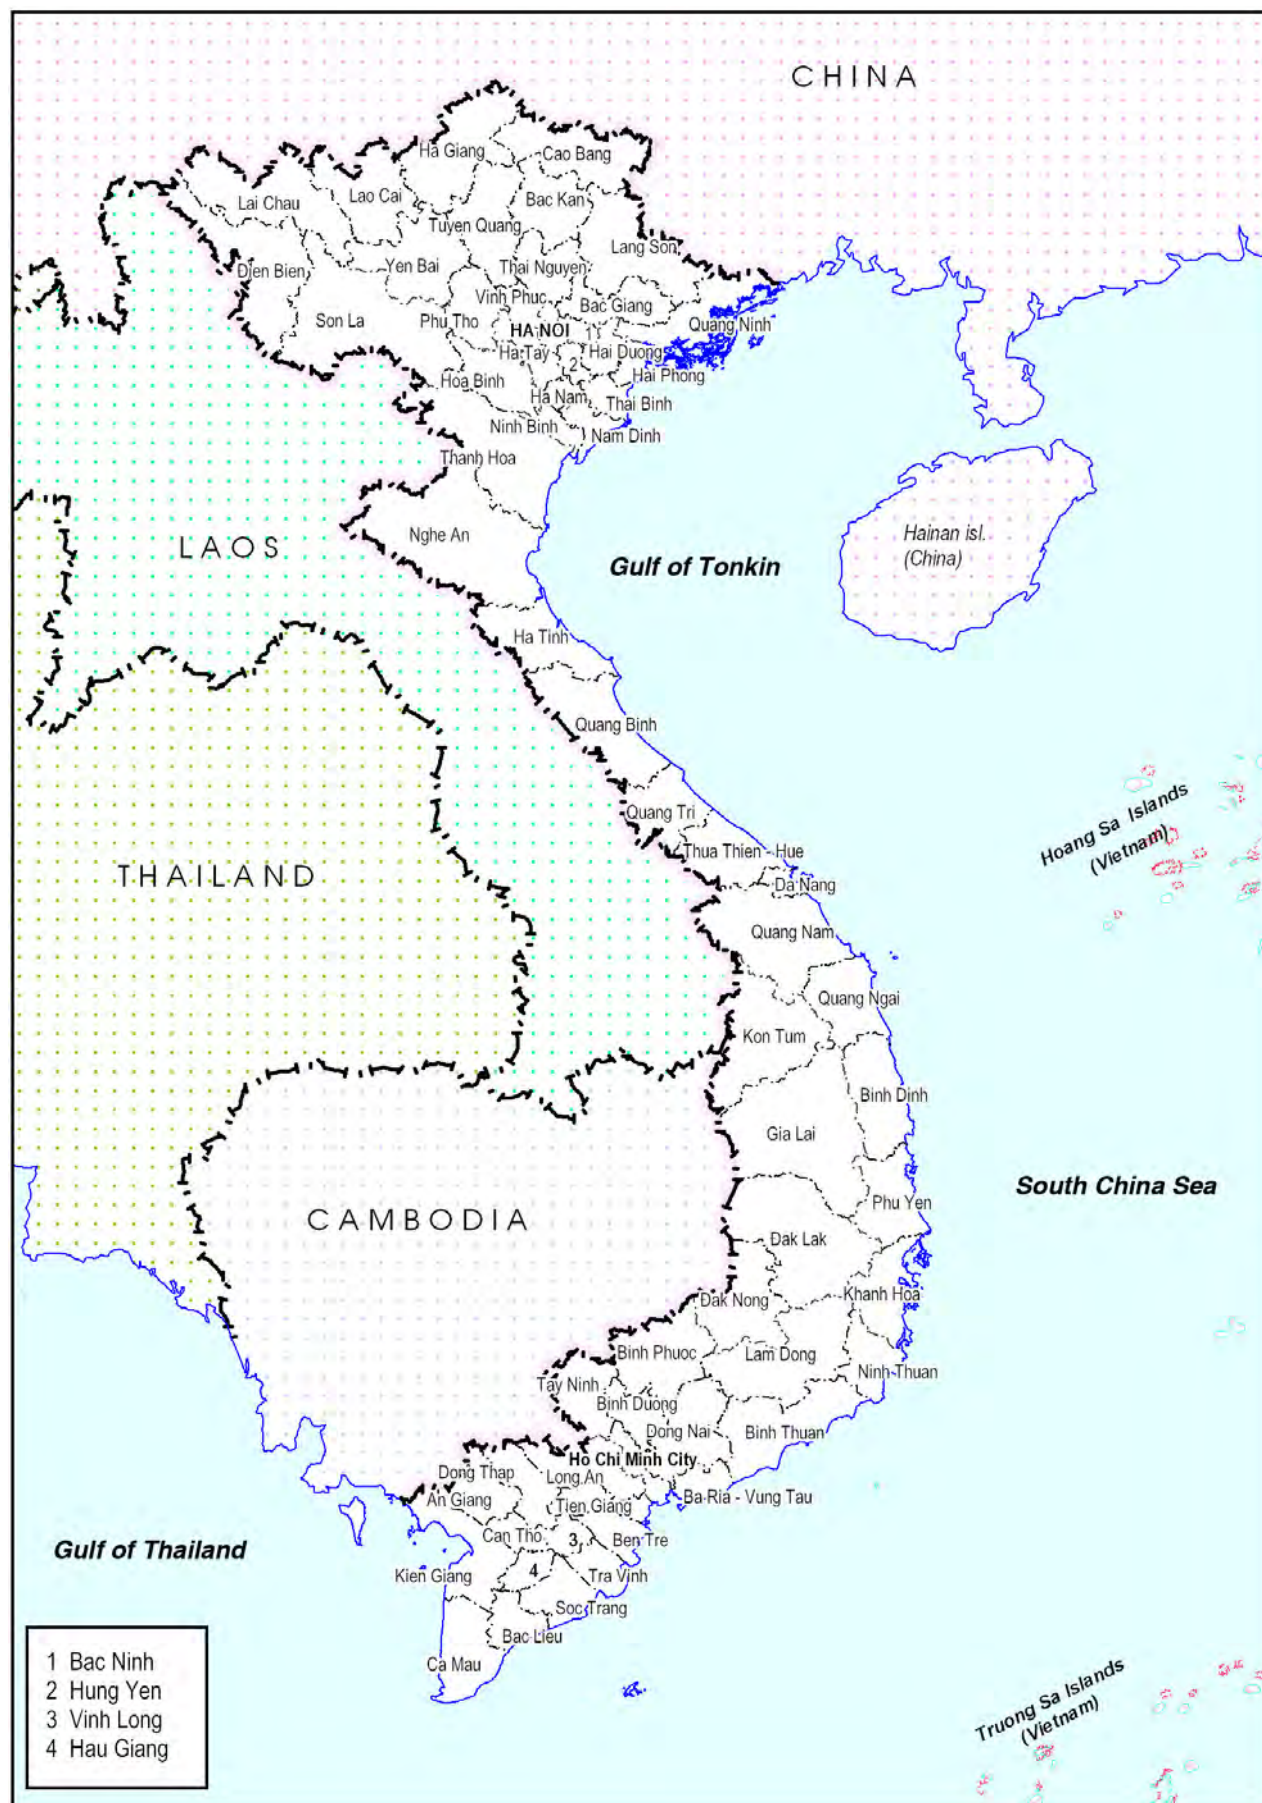 CHINA
Ha Giang
Cao Bang
Lai Chau
Lao Cai
Bac Kan
Tuyen Quang
Lang Son
Dien Bien
Yen Bai
Thai Nguyen
Vinh Phuc
Bac Giang
Son La
Phu Tho
HA NOI
1
Quang Ninh
Ha Tay
2
Hai Duong
Hoa Binh
Hai Phong
Ha Nam
Thai Binh
Ninh Binh
Nam Dinh
Thanh Hoa
Nghe An
LAOS
Hainan isl.
(China)
Gulf of Tonkin
Ha Tinh
Quang Binh
Quang Tri
Hoang Sa Islands
(Vietnam)
Thua Thien - Hue
THAILAND
Da Nang
Quang Nam
Quang Ngai
Kon Tum
Binh Dinh
Gia Lai
South China Sea
Phu Yen
CAMBODIA
Dak Lak
Khanh Hoa
Dak Nong
Binh Phuoc
Lam Dong
Ninh Thuan
Tay Ninh
Binh Duong
Dong Nai
Binh Thuan
Ho Chi Minh City
Dong Thap
Long An
An Giang
Tien Giang
Ba Ria - Vung Tau
Can Tho
3
Ben Tre
Gulf of Thailand
Kien Giang
4
Tra Vinh
Soc Trang
Bac Lieu
Ca Mau
1 Bac Ninh
2 Hung Yen
3 Vinh Long
4 Hau Giang
Truong Sa Islands
(Vietnam)